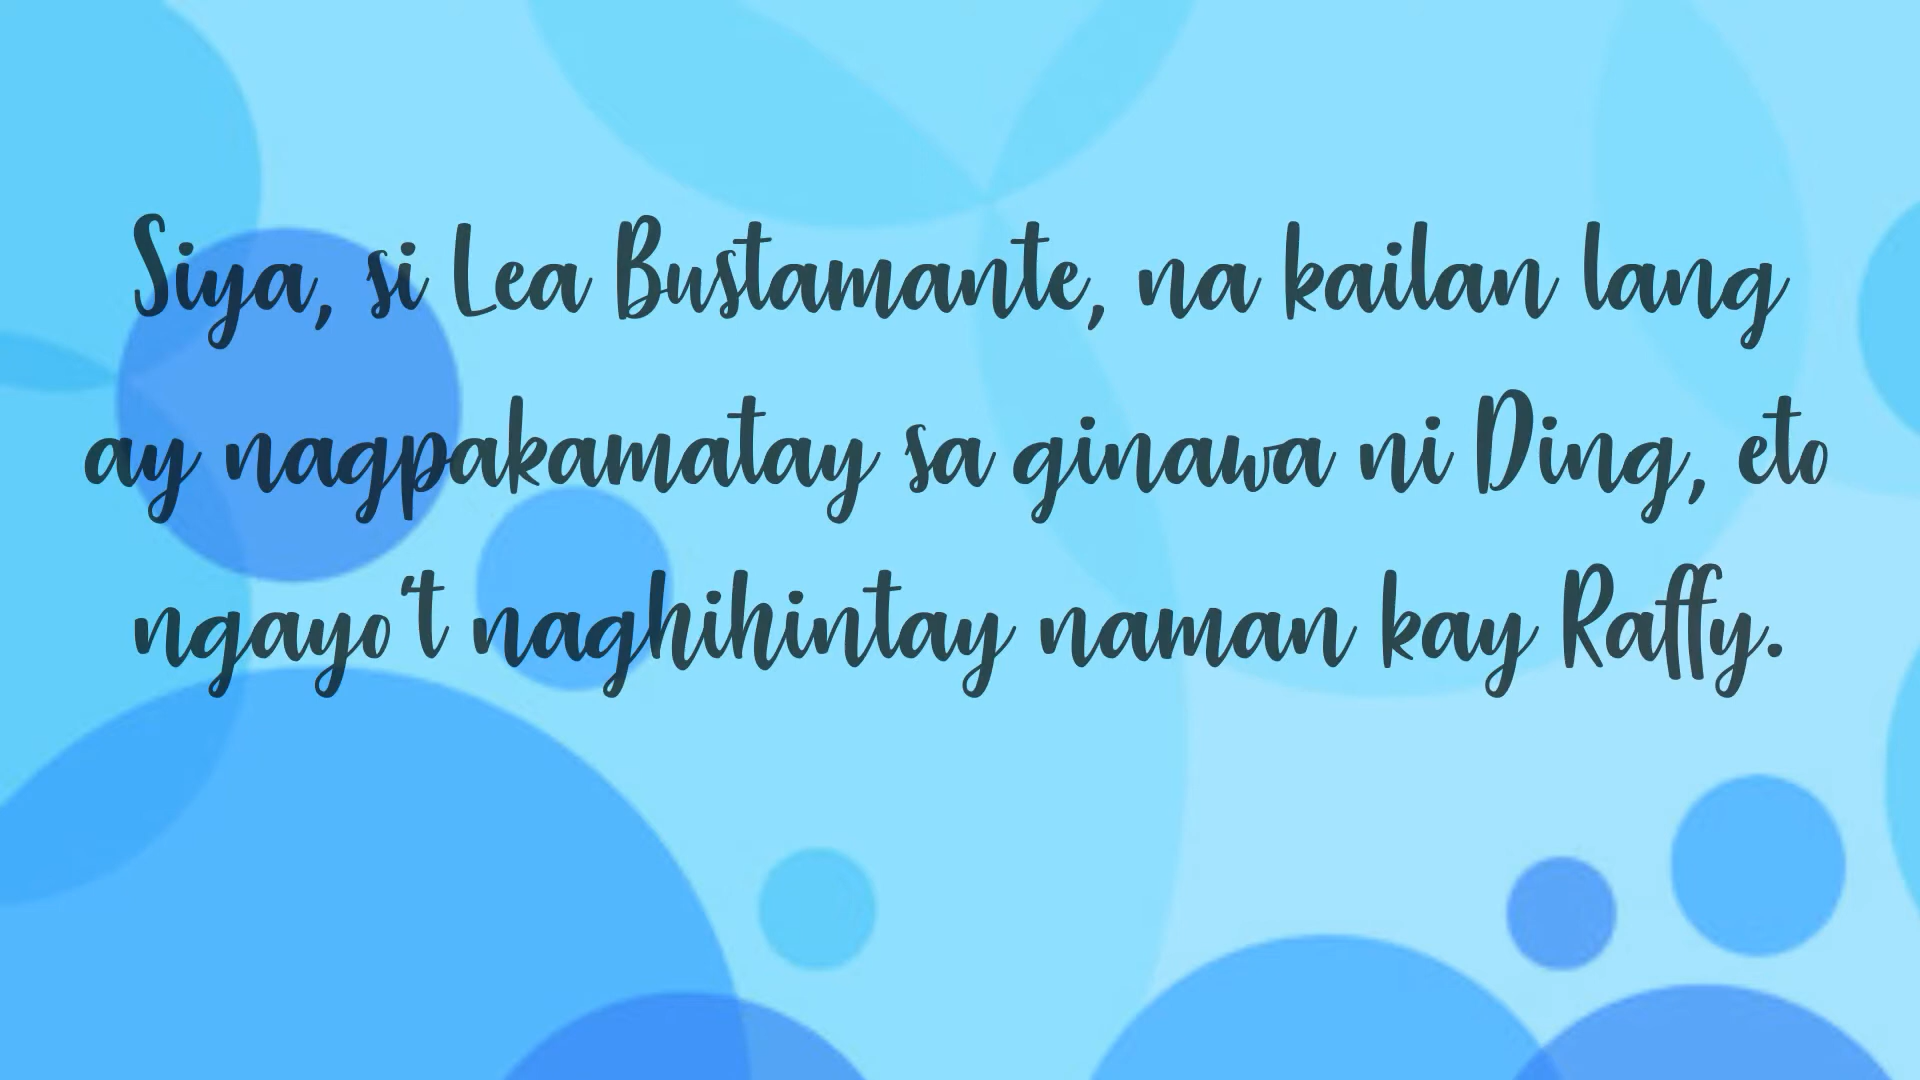 Siya, si Lea Bustamante, na kailan lang
ay nagpakamatay sa ginawa ni Ding, eto
ngayo't naghihintay naman kay Raffy.